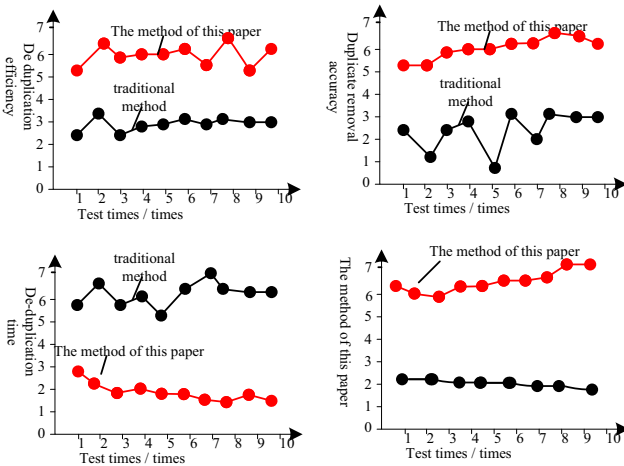 The method of this paper
De duplication
efficiency
traditional
method
7
6
5
4
3
2
1
0
1 2 3 4 5 6 7 8 9 10
Test times / times
The method of this paper
Duplicate removal
accuracy
traditional
method
7
6
5
4
3
2
1
0
1 2 3 4 5 6 7 8 9 10
Test times / times
traditional
method
De-duplication
time
The method of this paper
7
6
5
4
3
2
1
0
1 2 3 4 5 6 7 8 9 10
Test times / times
The method of this paper
The method of this paper
7
6
5
4
3
2
1
0
1 2 3 4 5 6 7 8 9 10
Test times / times